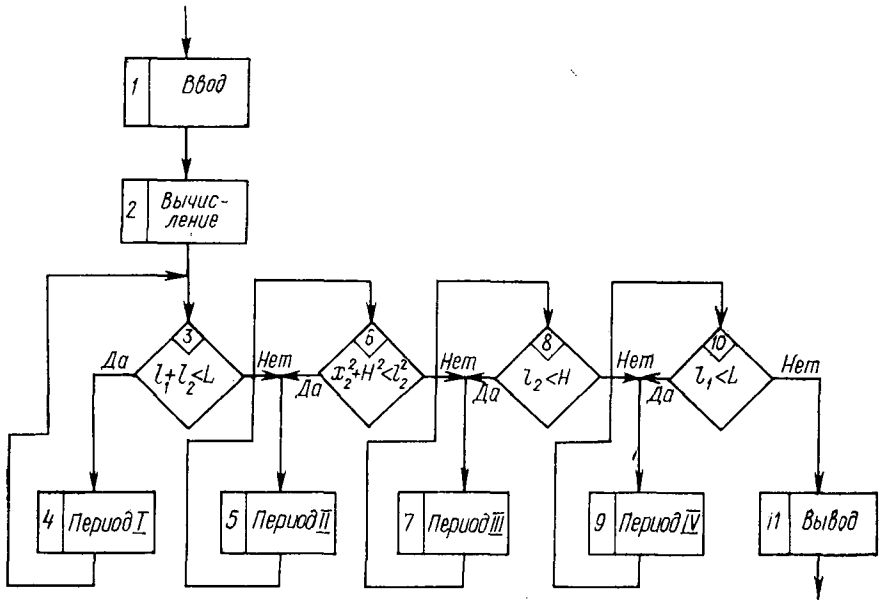 1 Ввод
2 Вычис-
ление
3
6
8
10
Да
l₁+l₂<L
Нет
Да
x₂²+H²<l₂²
Нет
Да
l₂<H
Нет
Да
l₁<L
Нет
4 Период I
5 Период II
7 Период III
9 Период IV
11 Вывод